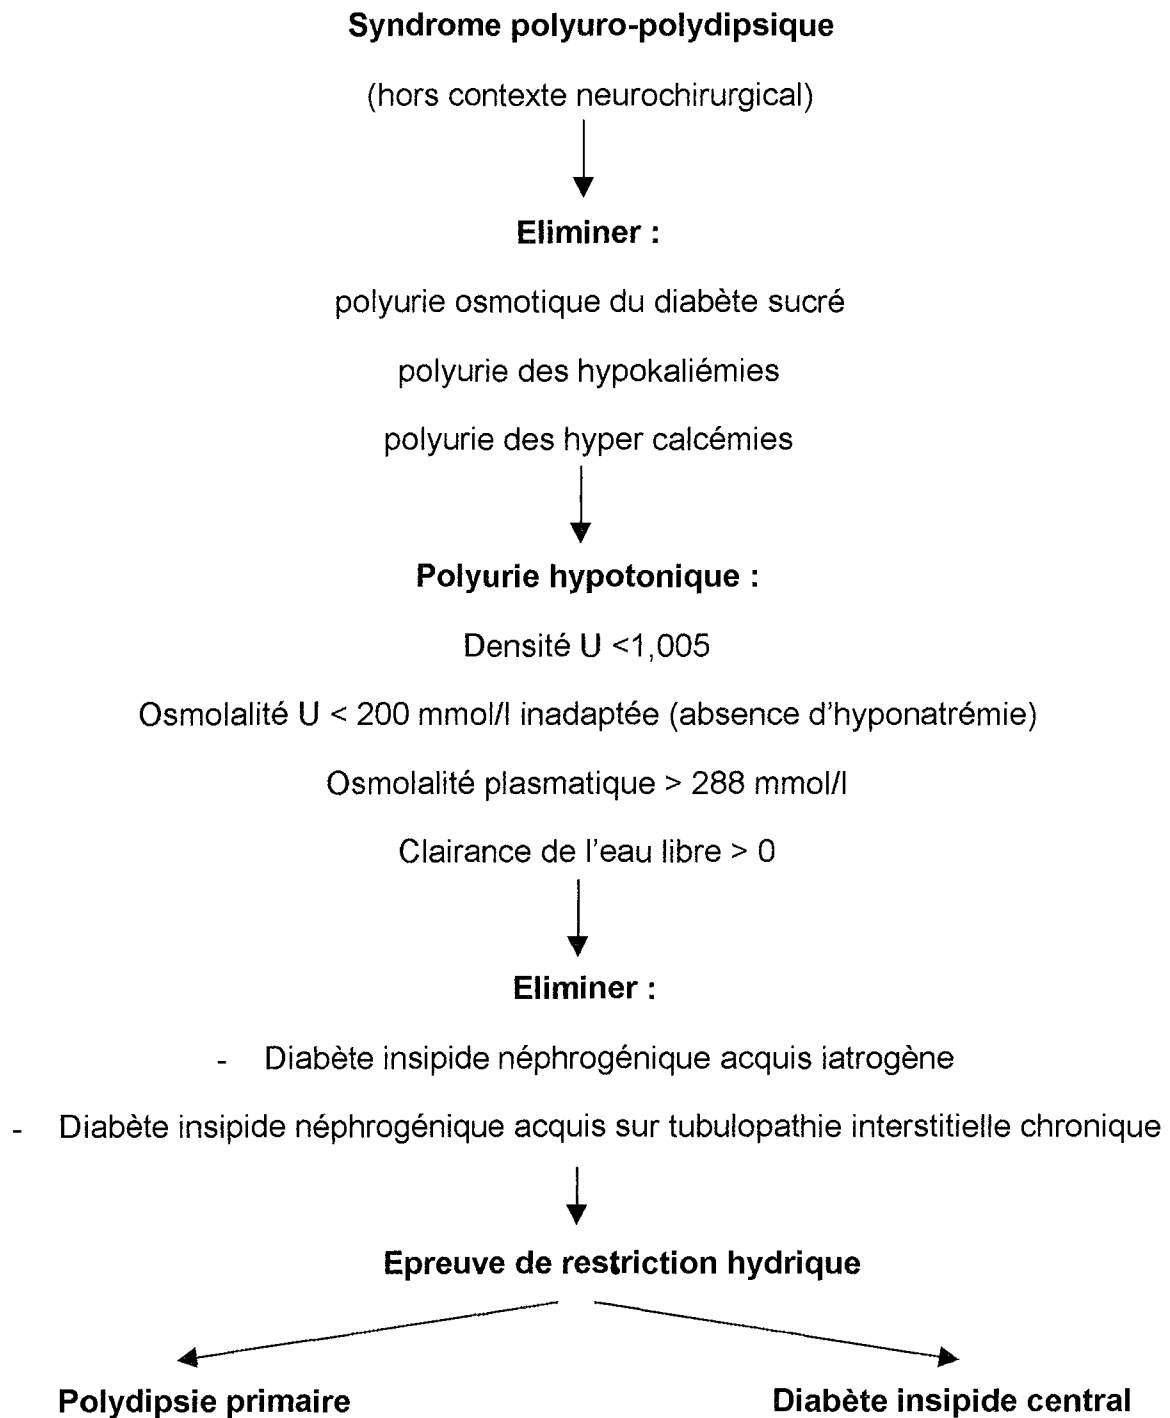 Syndrome polyuro-polydipsique
(hors contexte neurochirurgical)
Eliminer :
polyurie osmotique du diabète sucré
polyurie des hypokaliémies
polyurie des hyper calcémies
Polyurie hypotonique :
Densité U <1,005
Osmolalité U < 200 mmol/l inadaptée (absence d'hyponatrémie)
Osmolalité plasmatique > 288 mmol/l
Clairance de l'eau libre > 0
Eliminer :
- Diabète insipide néphrogénique acquis iatrogène
- Diabète insipide néphrogénique acquis sur tubulopathie interstitielle chronique
Epreuve de restriction hydrique
Polydipsie primaire Diabète insipide central